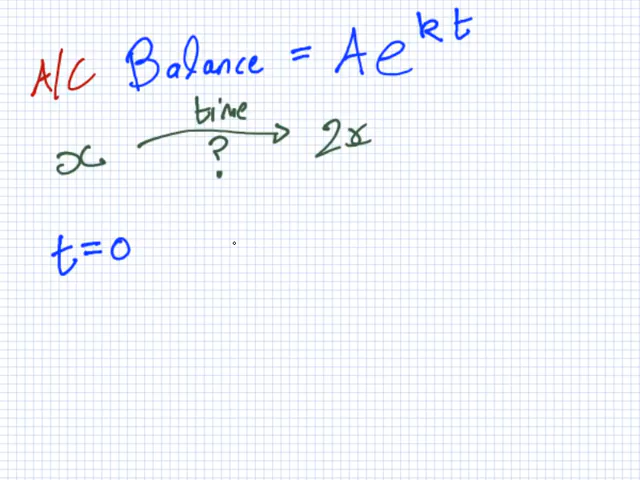 A/C Balance = Ae^kt
time
x → 2x
?
t=0